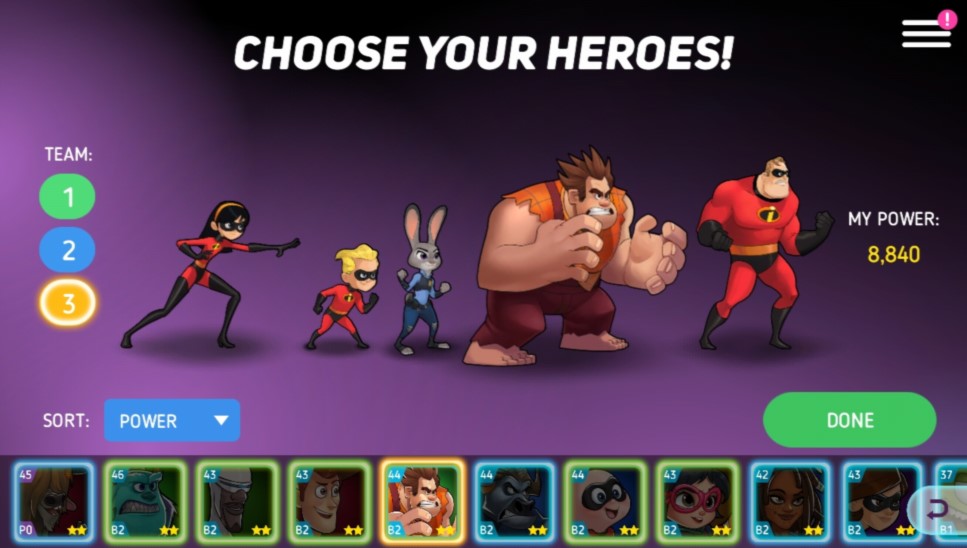 CHOOSE YOUR HEROES!
!
TEAM:
1
2
3
MY POWER:
8,840
SORT:
POWER
DONE
45
46
43
43
44
44
44
43
42
43
37
P0
B2
B2
B2
B2
B2
B2
B2
B2
B2
B1